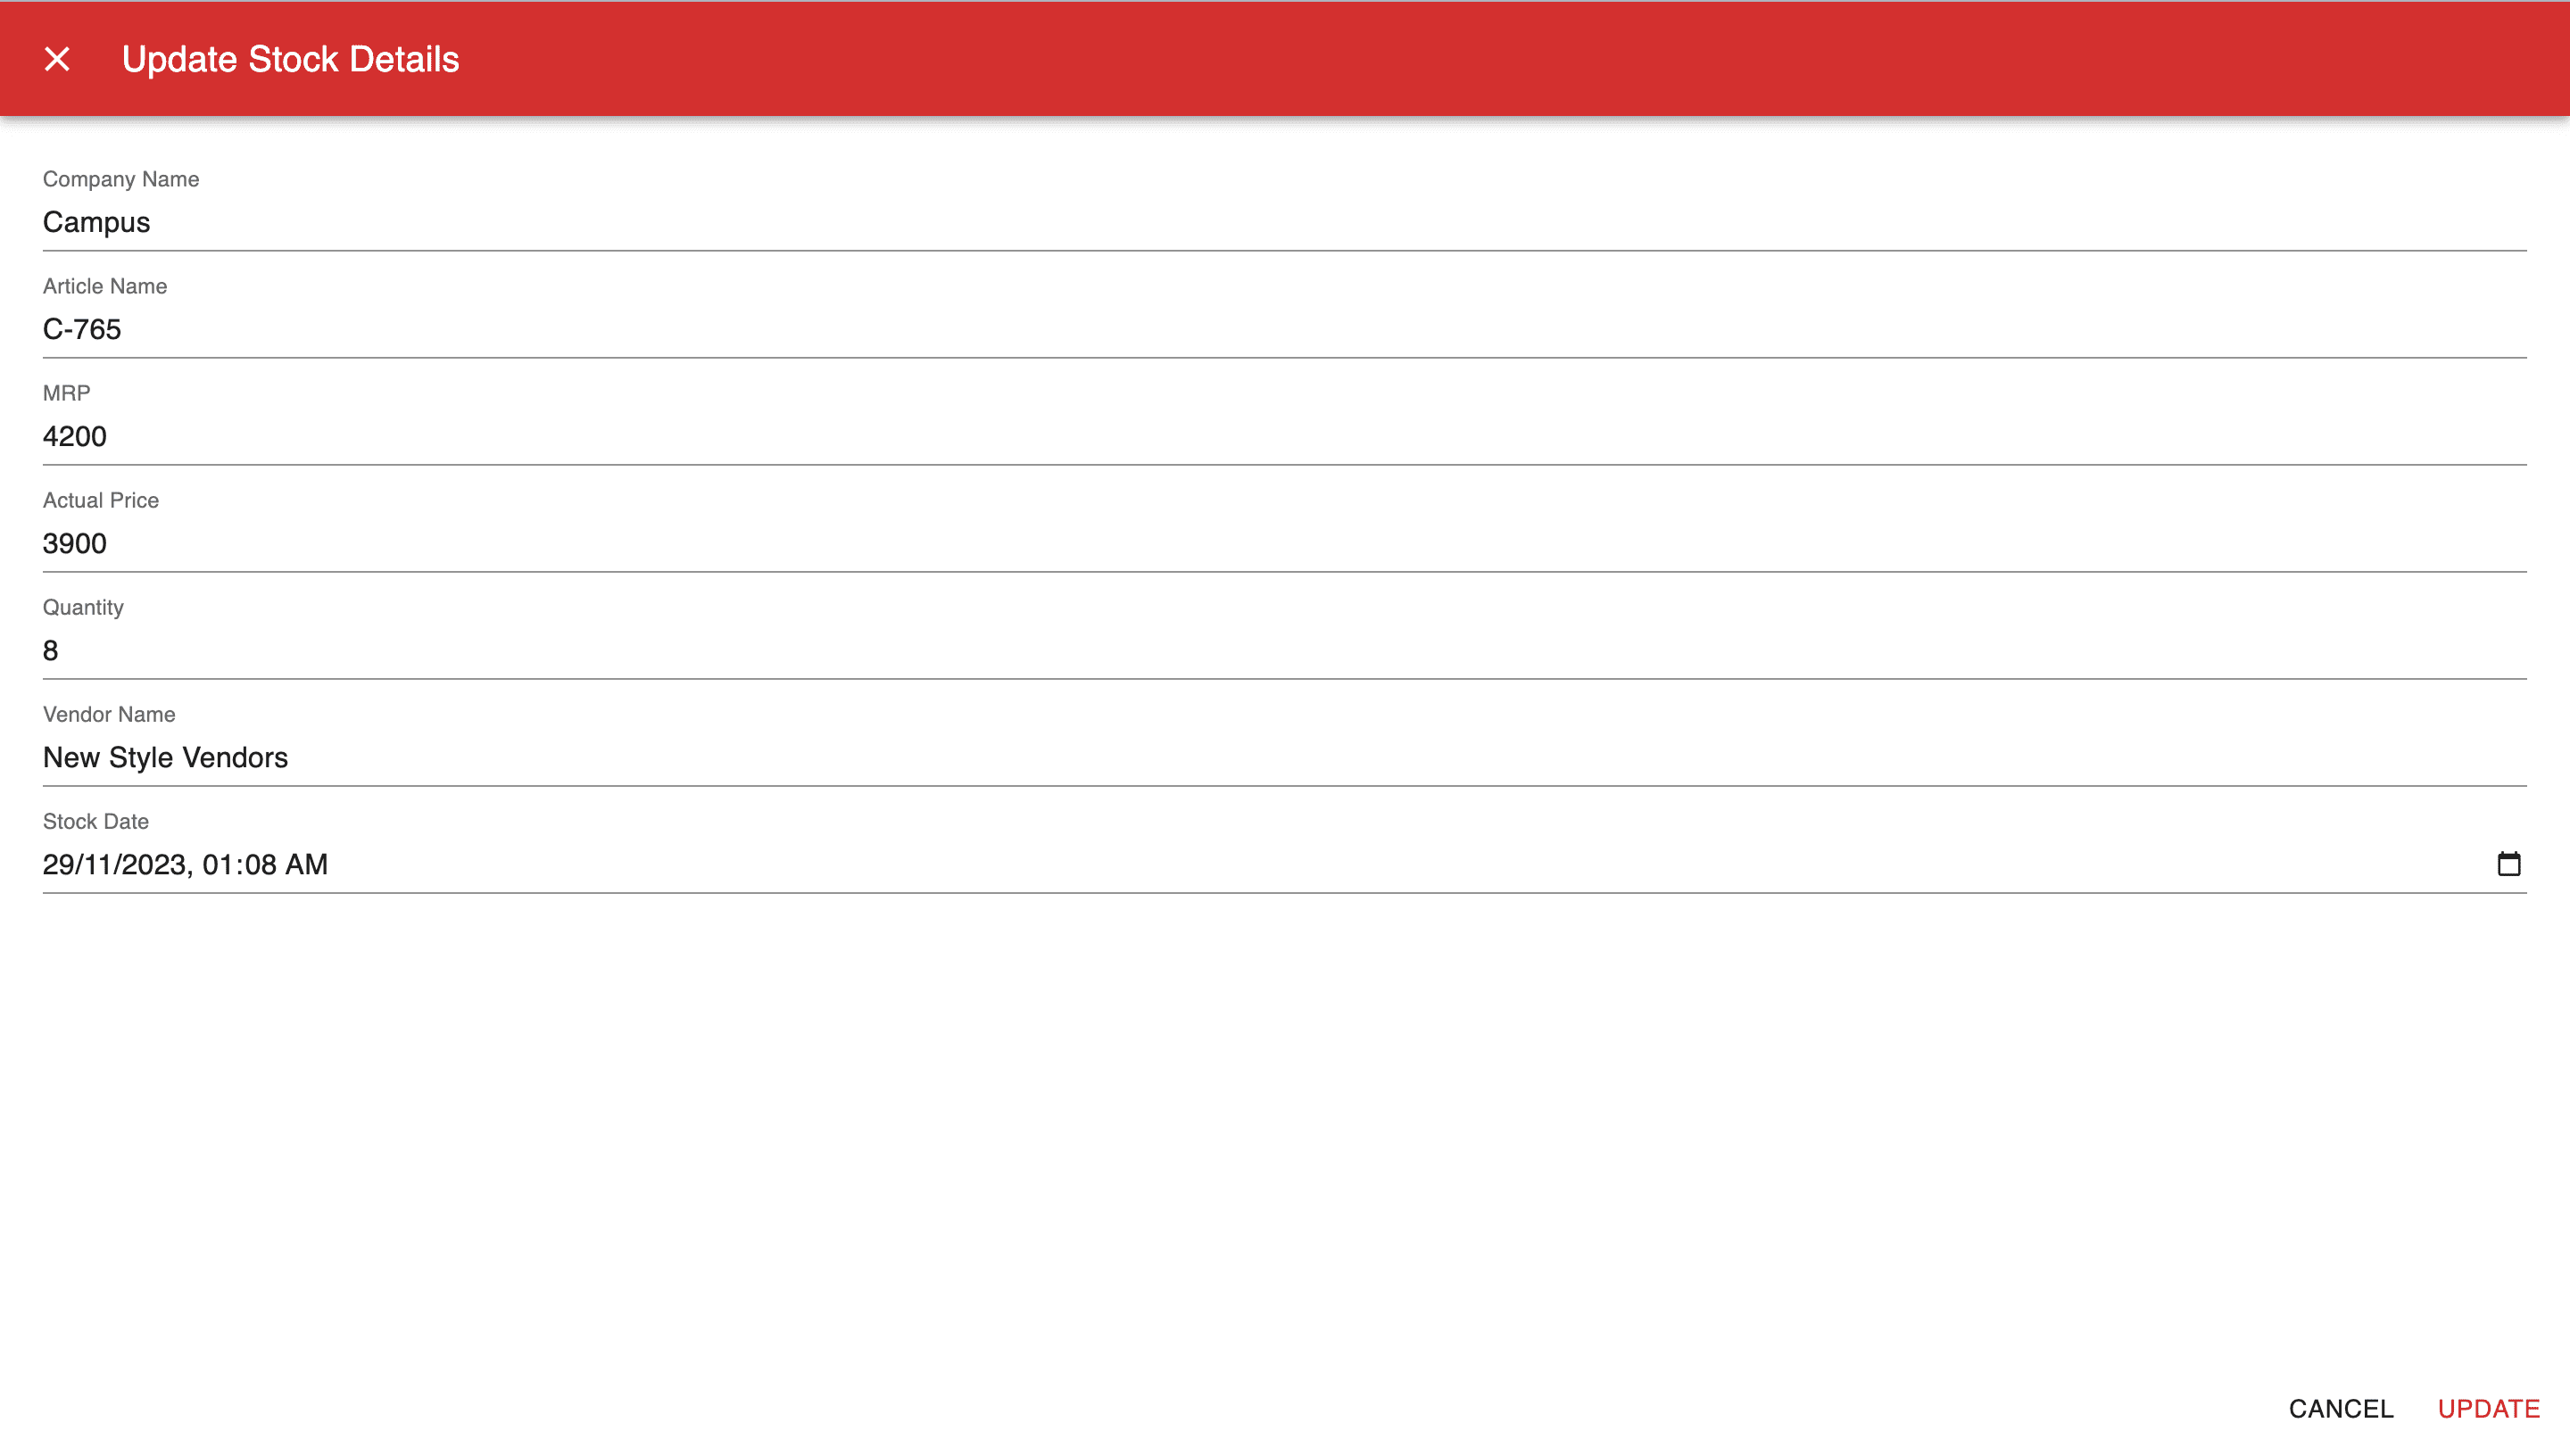 Update Stock Details
Company Name
Campus
Article Name
C-765
MRP
4200
Actual Price
3900
Quantity
8
Vendor Name
New Style Vendors
Stock Date
29/11/2023, 01:08 AM
CANCEL UPDATE